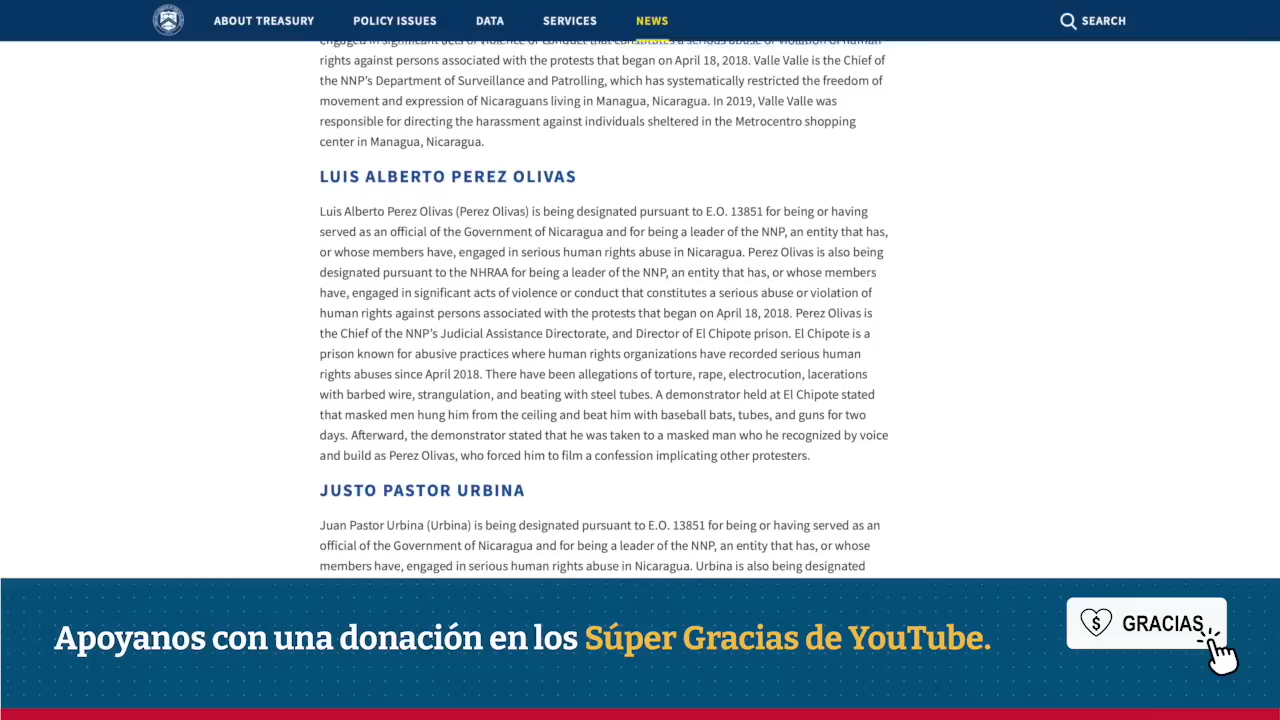 ABOUT TREASURY
POLICY ISSUES
DATA
SERVICES
NEWS
SEARCH
engaged in significant acts of violence or conduct that constitutes a serious abuse or violation of human
rights against persons associated with the protests that began on April 18, 2018. Valle Valle is the Chief of
the NNP's Department of Surveillance and Patrolling, which has systematically restricted the freedom of
movement and expression of Nicaraguans living in Managua, Nicaragua. In 2019, Valle Valle was
responsible for directing the harassment against individuals sheltered in the Metrocentro shopping
center in Managua, Nicaragua.
LUIS ALBERTO PEREZ OLIVAS
Luis Alberto Perez Olivas (Perez Olivas) is being designated pursuant to E.O. 13851 for being or having
served as an official of the Government of Nicaragua and for being a leader of the NNP, an entity that has,
or whose members have, engaged in serious human rights abuse in Nicaragua. Perez Olivas is also being
designated pursuant to the NHRAA for being a leader of the NNP, an entity that has, or whose members
have, engaged in significant acts of violence or conduct that constitutes a serious abuse or violation of
human rights against persons associated with the protests that began on April 18, 2018. Perez Olivas is
the Chief of the NNP's Judicial Assistance Directorate, and Director of El Chipote prison. El Chipote is a
prison known for abusive practices where human rights organizations have recorded serious human
rights abuses since April 2018. There have been allegations of torture, rape, electrocution, lacerations
with barbed wire, strangulation, and beating with steel tubes. A demonstrator held at El Chipote stated
that masked men hung him from the ceiling and beat him with baseball bats, tubes, and guns for two
days. Afterward, the demonstrator stated that he was taken to a masked man who he recognized by voice
and build as Perez Olivas, who forced him to film a confession implicating other protesters.
JUSTO PASTOR URBINA
Juan Pastor Urbina (Urbina) is being designated pursuant to E.O. 13851 for being or having served as an
official of the Government of Nicaragua and for being a leader of the NNP, an entity that has, or whose
members have, engaged in serious human rights abuse in Nicaragua. Urbina is also being designated
Apoyanos con una donación en los Súper Gracias de YouTube.
$ GRACIAS